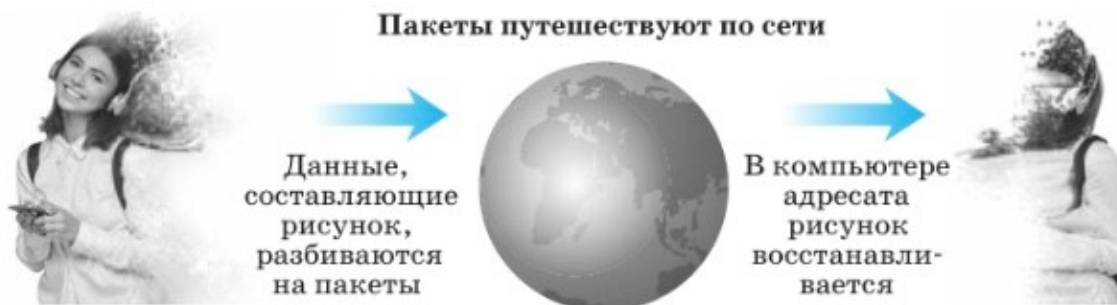 Пакеты путешествуют по сети
Данные,
составляющие
рисунок,
разбиваются
на пакеты
В компьютере
адресата
рисунок
восстанавли-
вается